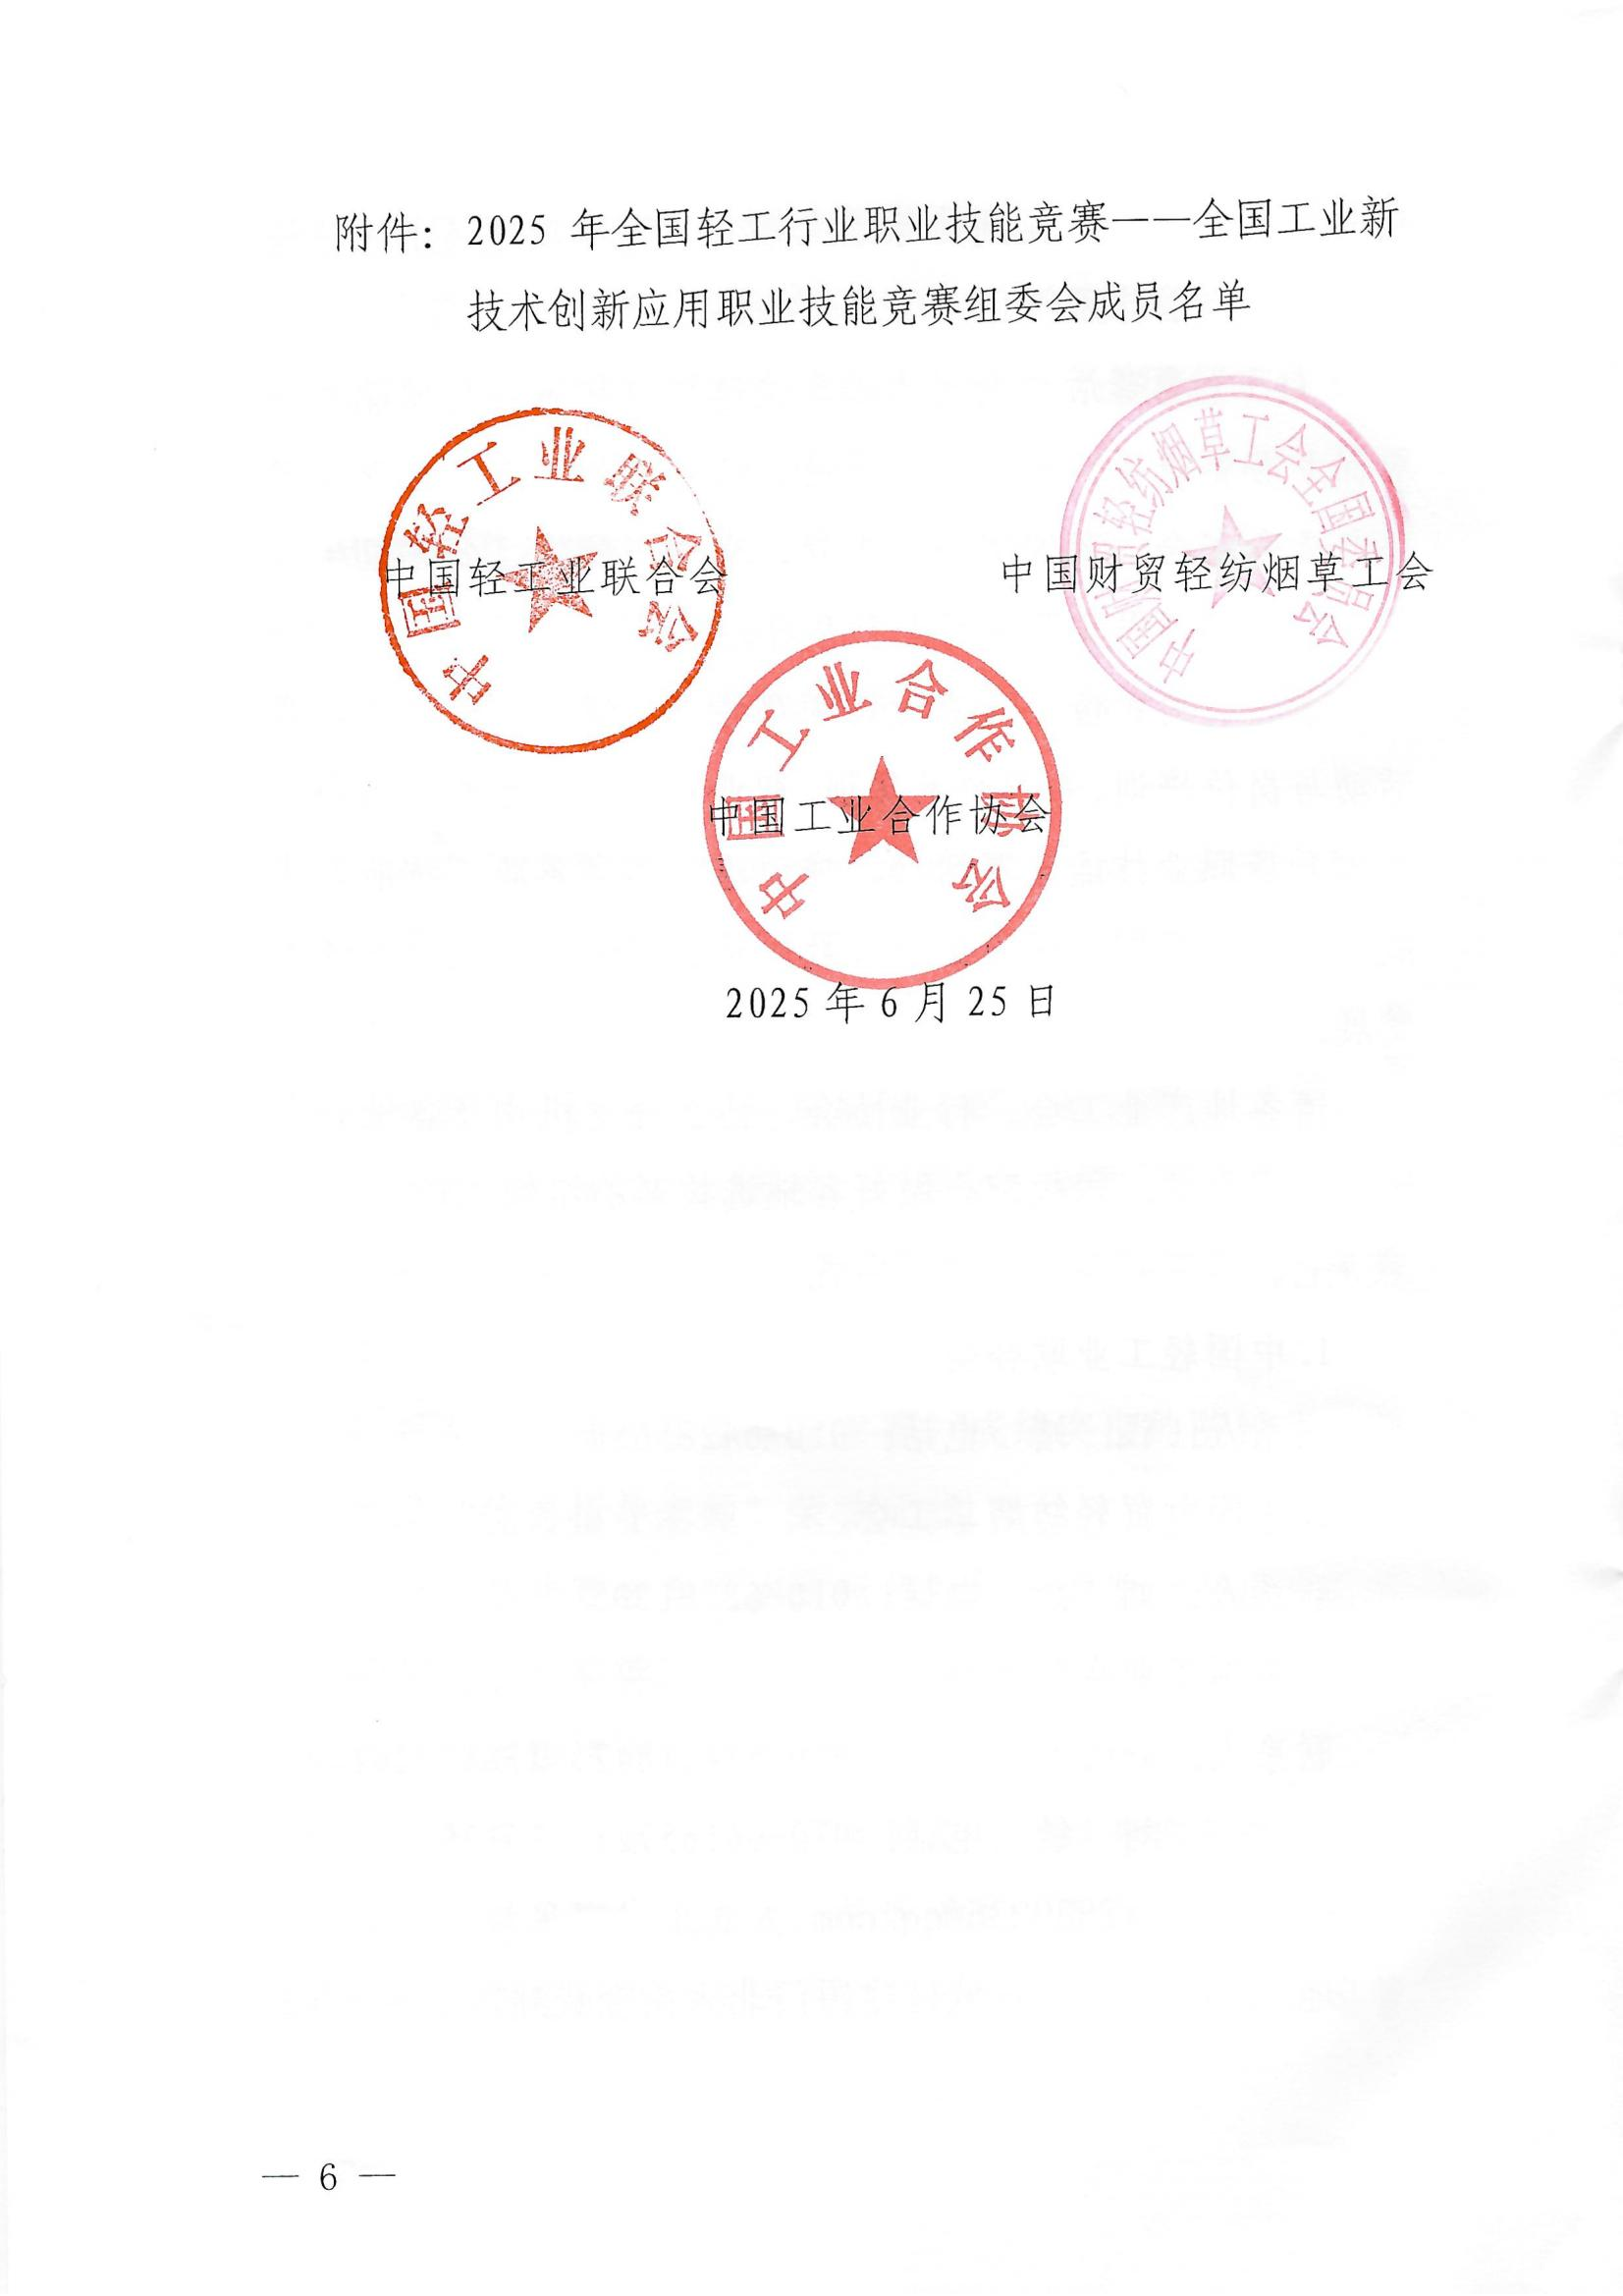 附件：2025 年全国轻工行业职业技能竞赛——全国工业新
技术创新应用职业技能竞赛组委会成员名单
中国轻工业联合会
中国轻工业联合会
中国财贸轻纺烟草工会全国委员会
中国财贸轻纺烟草工会
中国工业合作协会
中国工业合作协会
2025 年 6 月 25 日
— 6 —